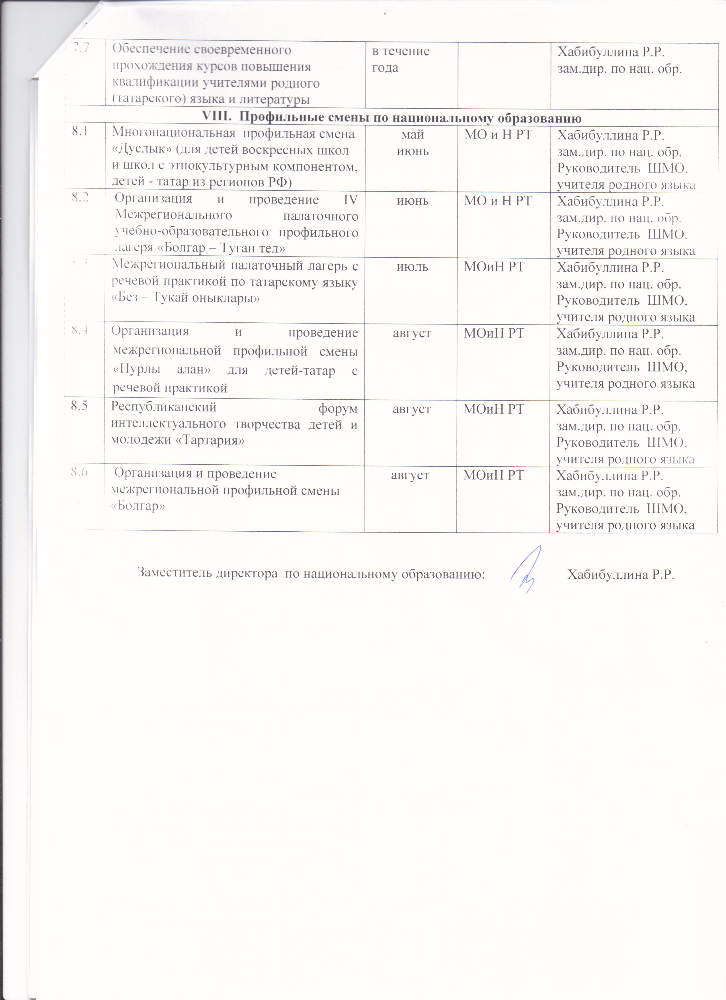 7.7 Обеспечение своевременного в течение Хабибуллина Р.Р.
прохождения курсов повышения года зам.дир. по нац. обр.
квалификации учителями родного
(татарского) языка и литературы
VIII. Профильные смены по национальному образованию
8.1 Многонациональная профильная смена май МО и Н РТ Хабибуллина Р.Р.
«Дуслык» (для детей воскресных школ июнь зам.дир. по нац. обр.
и школ с этнокультурным компонентом, Руководитель ШМО,
детей - татар из регионов РФ) учителя родного языка
8.2 Организация и проведение IV июнь МО и Н РТ Хабибуллина Р.Р.
Межрегионального палаточного зам.дир. по нац. обр.
учебно-образовательного профильного Руководитель ШМО,
лагеря «Болгар – Туган тел» учителя родного языка
8.3 Межрегиональный палаточный лагерь с июль МОиН РТ Хабибуллина Р.Р.
речевой практикой по татарскому языку зам.дир. по нац. обр.
«Без – Тукай оныклары» Руководитель ШМО,
учителя родного языка
8.4 Организация и проведение август МОиН РТ Хабибуллина Р.Р.
межрегиональной профильной смены зам.дир. по нац. обр.
«Нурлы алан» для детей-татар с Руководитель ШМО,
речевой практикой учителя родного языка
8.5 Республиканский форум август МОиН РТ Хабибуллина Р.Р.
интеллектуального творчества детей и зам.дир. по нац. обр.
молодежи «Тартария» Руководитель ШМО,
учителя родного языка
8.6 Организация и проведение август МОиН РТ Хабибуллина Р.Р.
межрегиональной профильной смены зам.дир. по нац. обр.
«Болгар» Руководитель ШМО,
учителя родного языка
Заместитель директора по национальному образованию: Хабибуллина Р.Р.